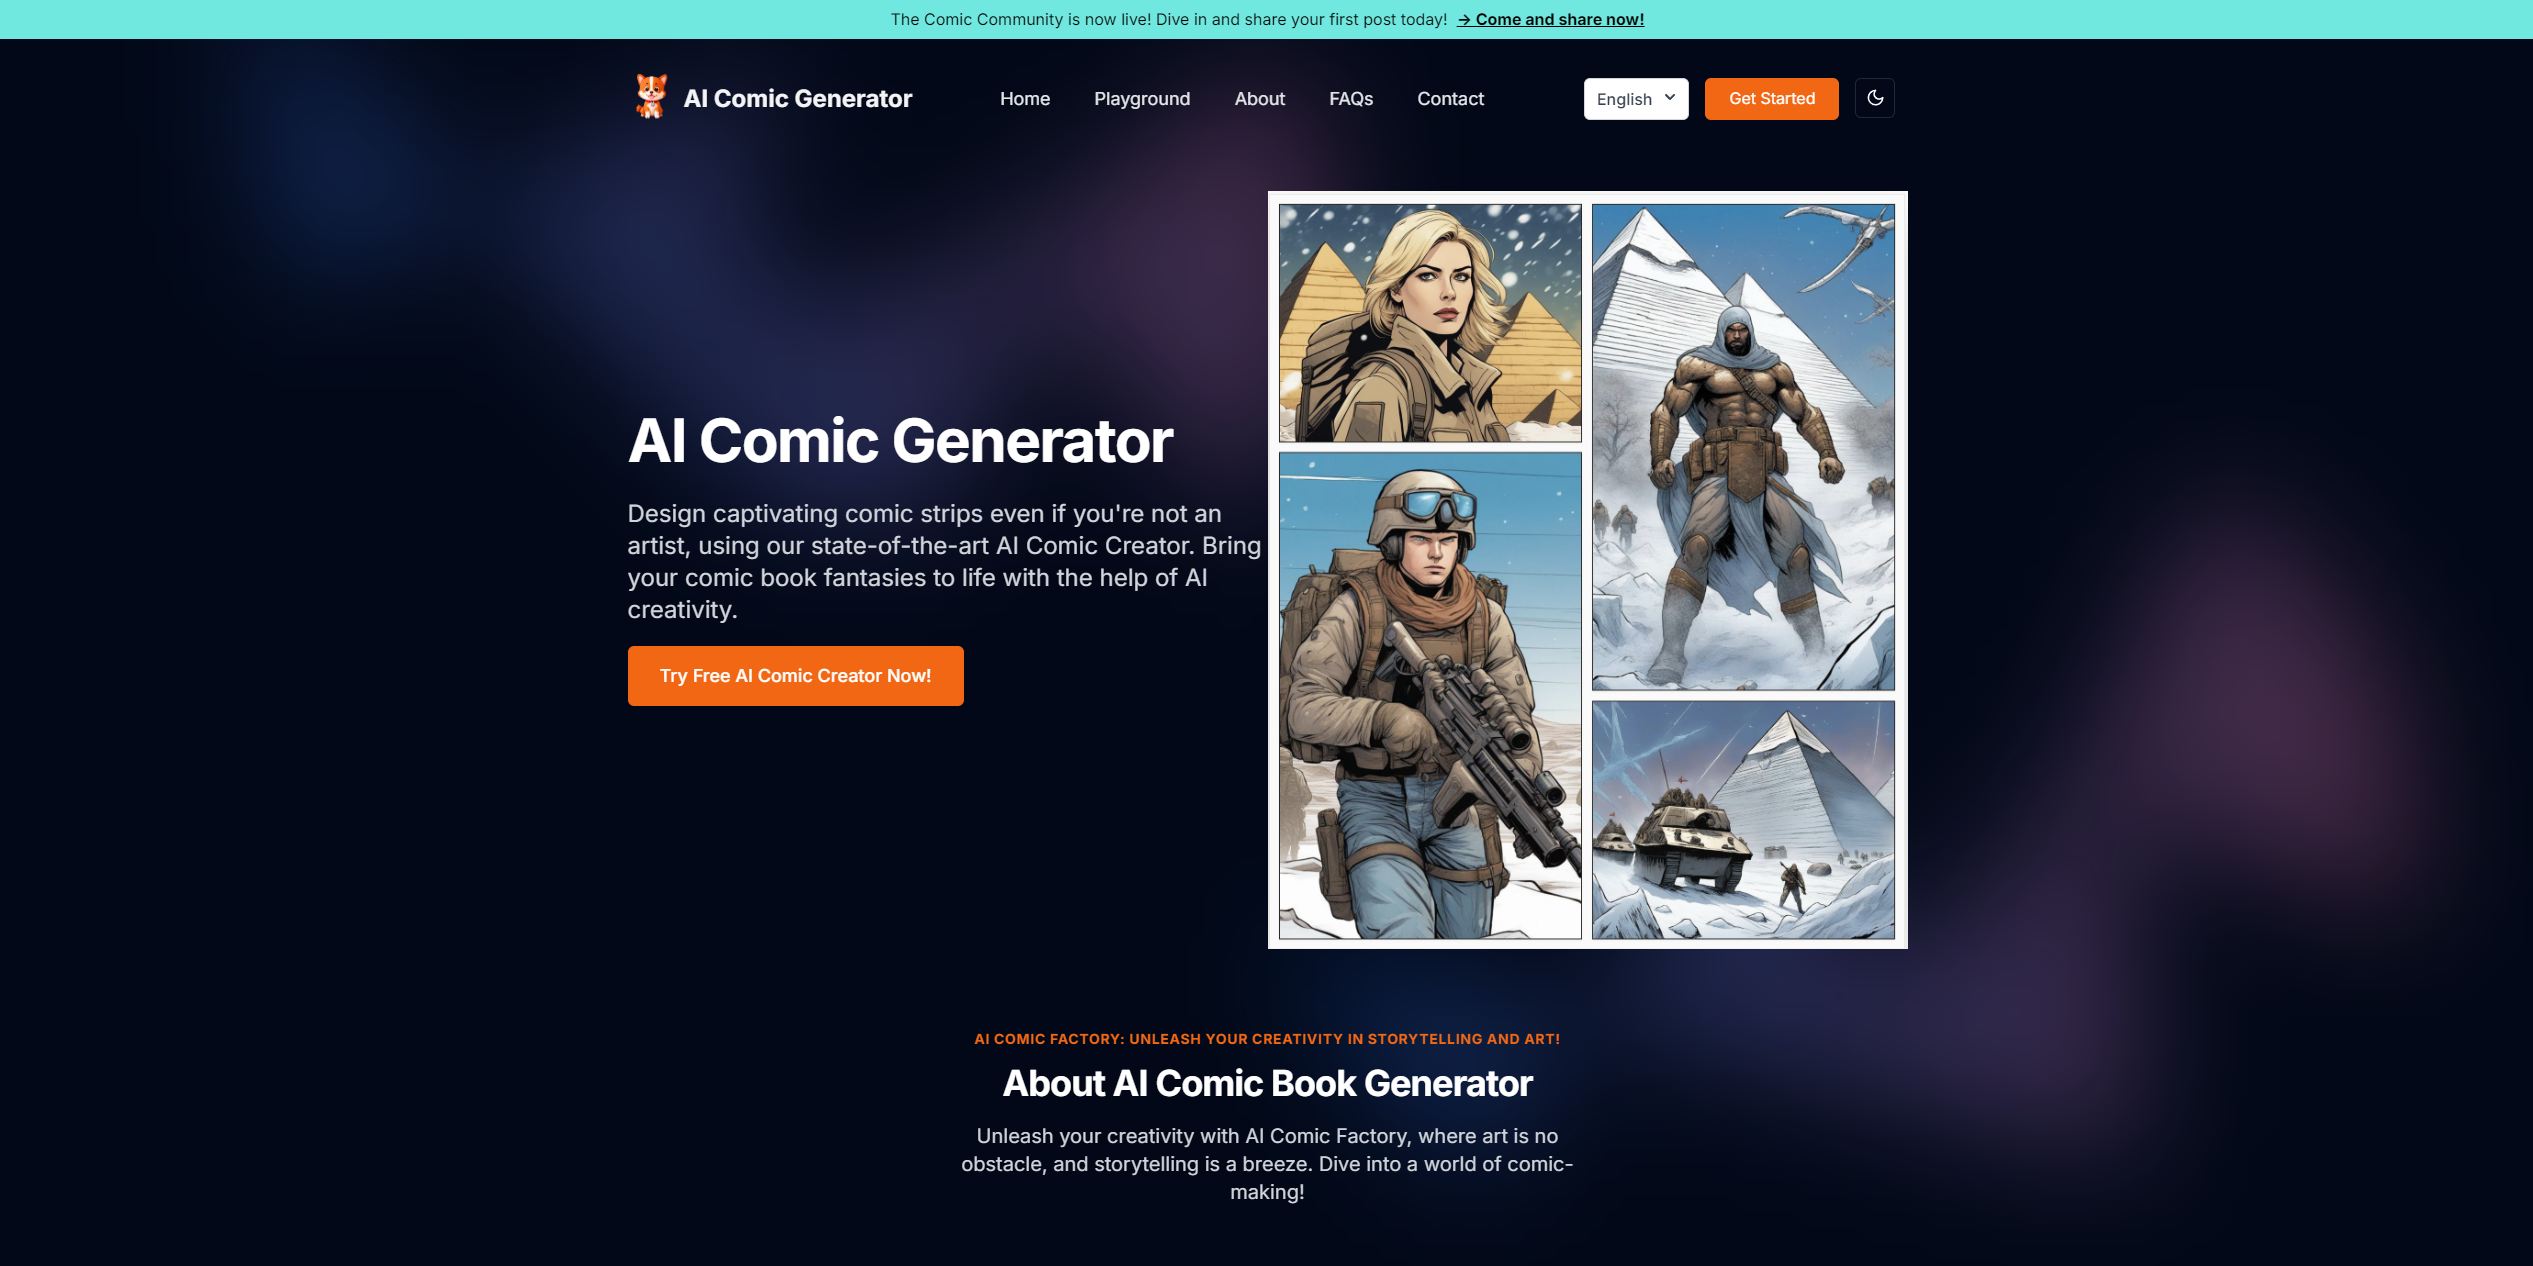 The Comic Community is now live! Dive in and share your first post today! → Come and share now!
AI Comic Generator
Home
Playground
About
FAQs
Contact
English
Get Started
AI Comic Generator
Design captivating comic strips even if you're not an
artist, using our state-of-the-art AI Comic Creator. Bring
your comic book fantasies to life with the help of AI
creativity.
Try Free AI Comic Creator Now!
AI COMIC FACTORY: UNLEASH YOUR CREATIVITY IN STORYTELLING AND ART!
About AI Comic Book Generator
Unleash your creativity with AI Comic Factory, where art is no
obstacle, and storytelling is a breeze. Dive into a world of comic-
making!